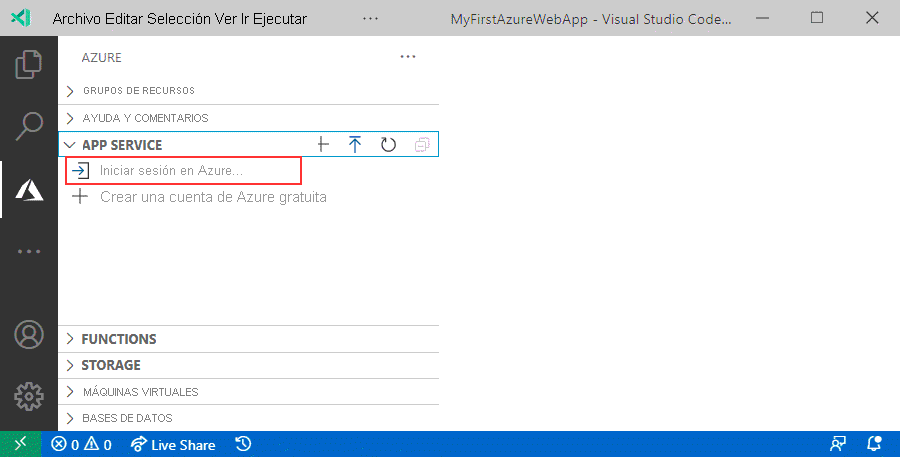 Archivo Editar Selección Ver Ir Ejecutar ··· MyFirstAzureWebApp - Visual Studio Code...
AZURE ···
GRUPOS DE RECURSOS
AYUDA Y COMENTARIOS
APP SERVICE
Iniciar sesión en Azure...
Crear una cuenta de Azure gratuita
FUNCTIONS
STORAGE
MÁQUINAS VIRTUALES
BASES DE DATOS
0 0 Live Share